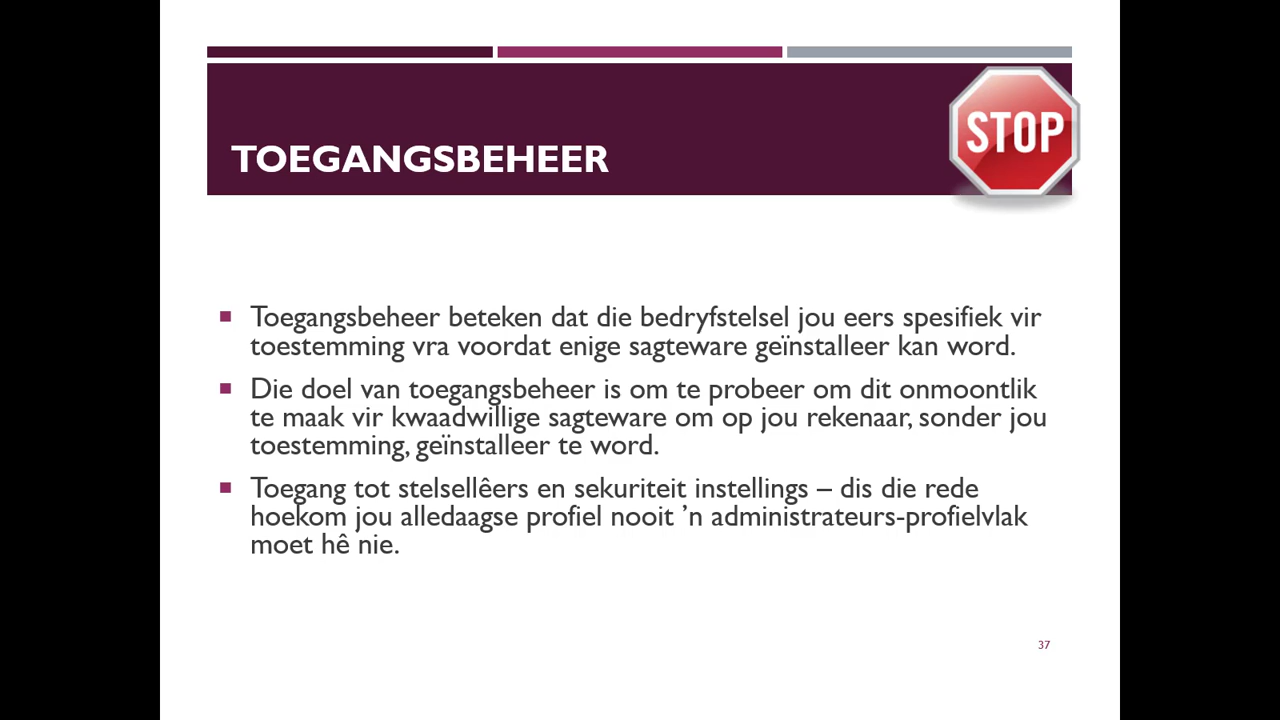 STOP
TOEGANGSBEHEER
▪ Toegangsbeheer beteken dat die bedryfstelsel jou eers spesifiek vir
toestemming vra voordat enige sagteware geïnstalleer kan word.
▪ Die doel van toegangsbeheer is om te probeer om dit onmoontlik
te maak vir kwaadwillige sagteware om op jou rekenaar, sonder jou
toestemming, geïnstalleer te word.
▪ Toegang tot stelsellêers en sekuriteit instellings – dis die rede
hoekom jou alledaagse profiel nooit ’n administrateurs-profielvlak
moet hê nie.
37